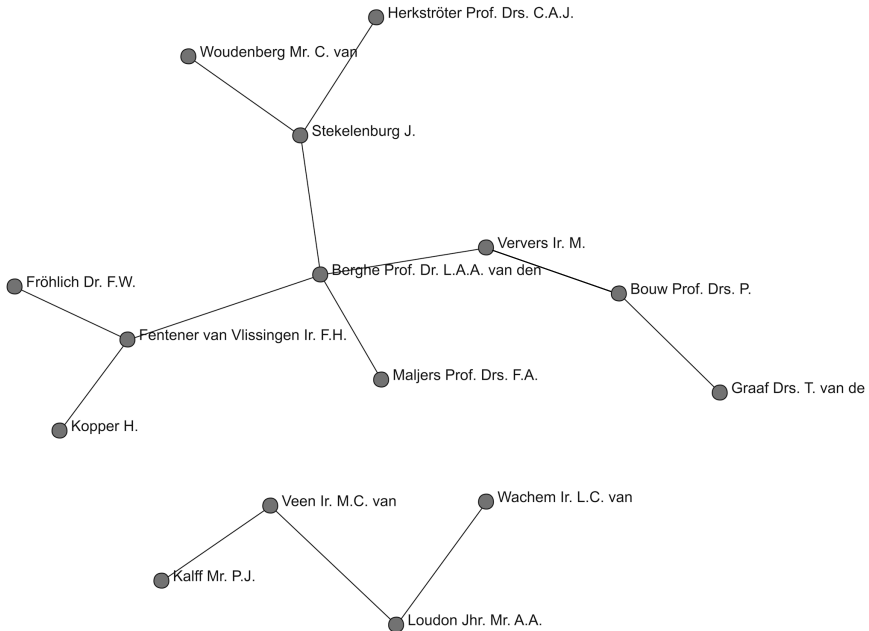 Herkströter Prof. Drs. C.A.J.
Woudenberg Mr. C. van
Stekelenburg J.
Ververs Ir. M.
Berghe Prof. Dr. L.A.A. van den
Fröhlich Dr. F.W.
Bouw Prof. Drs. P.
Fentener van Vlissingen Ir. F.H.
Maljers Prof. Drs. F.A.
Graaf Drs. T. van de
Kopper H.
Wachem Ir. L.C. van
Veen Ir. M.C. van
Kalff Mr. P.J.
Loudon Jhr. Mr. A.A.